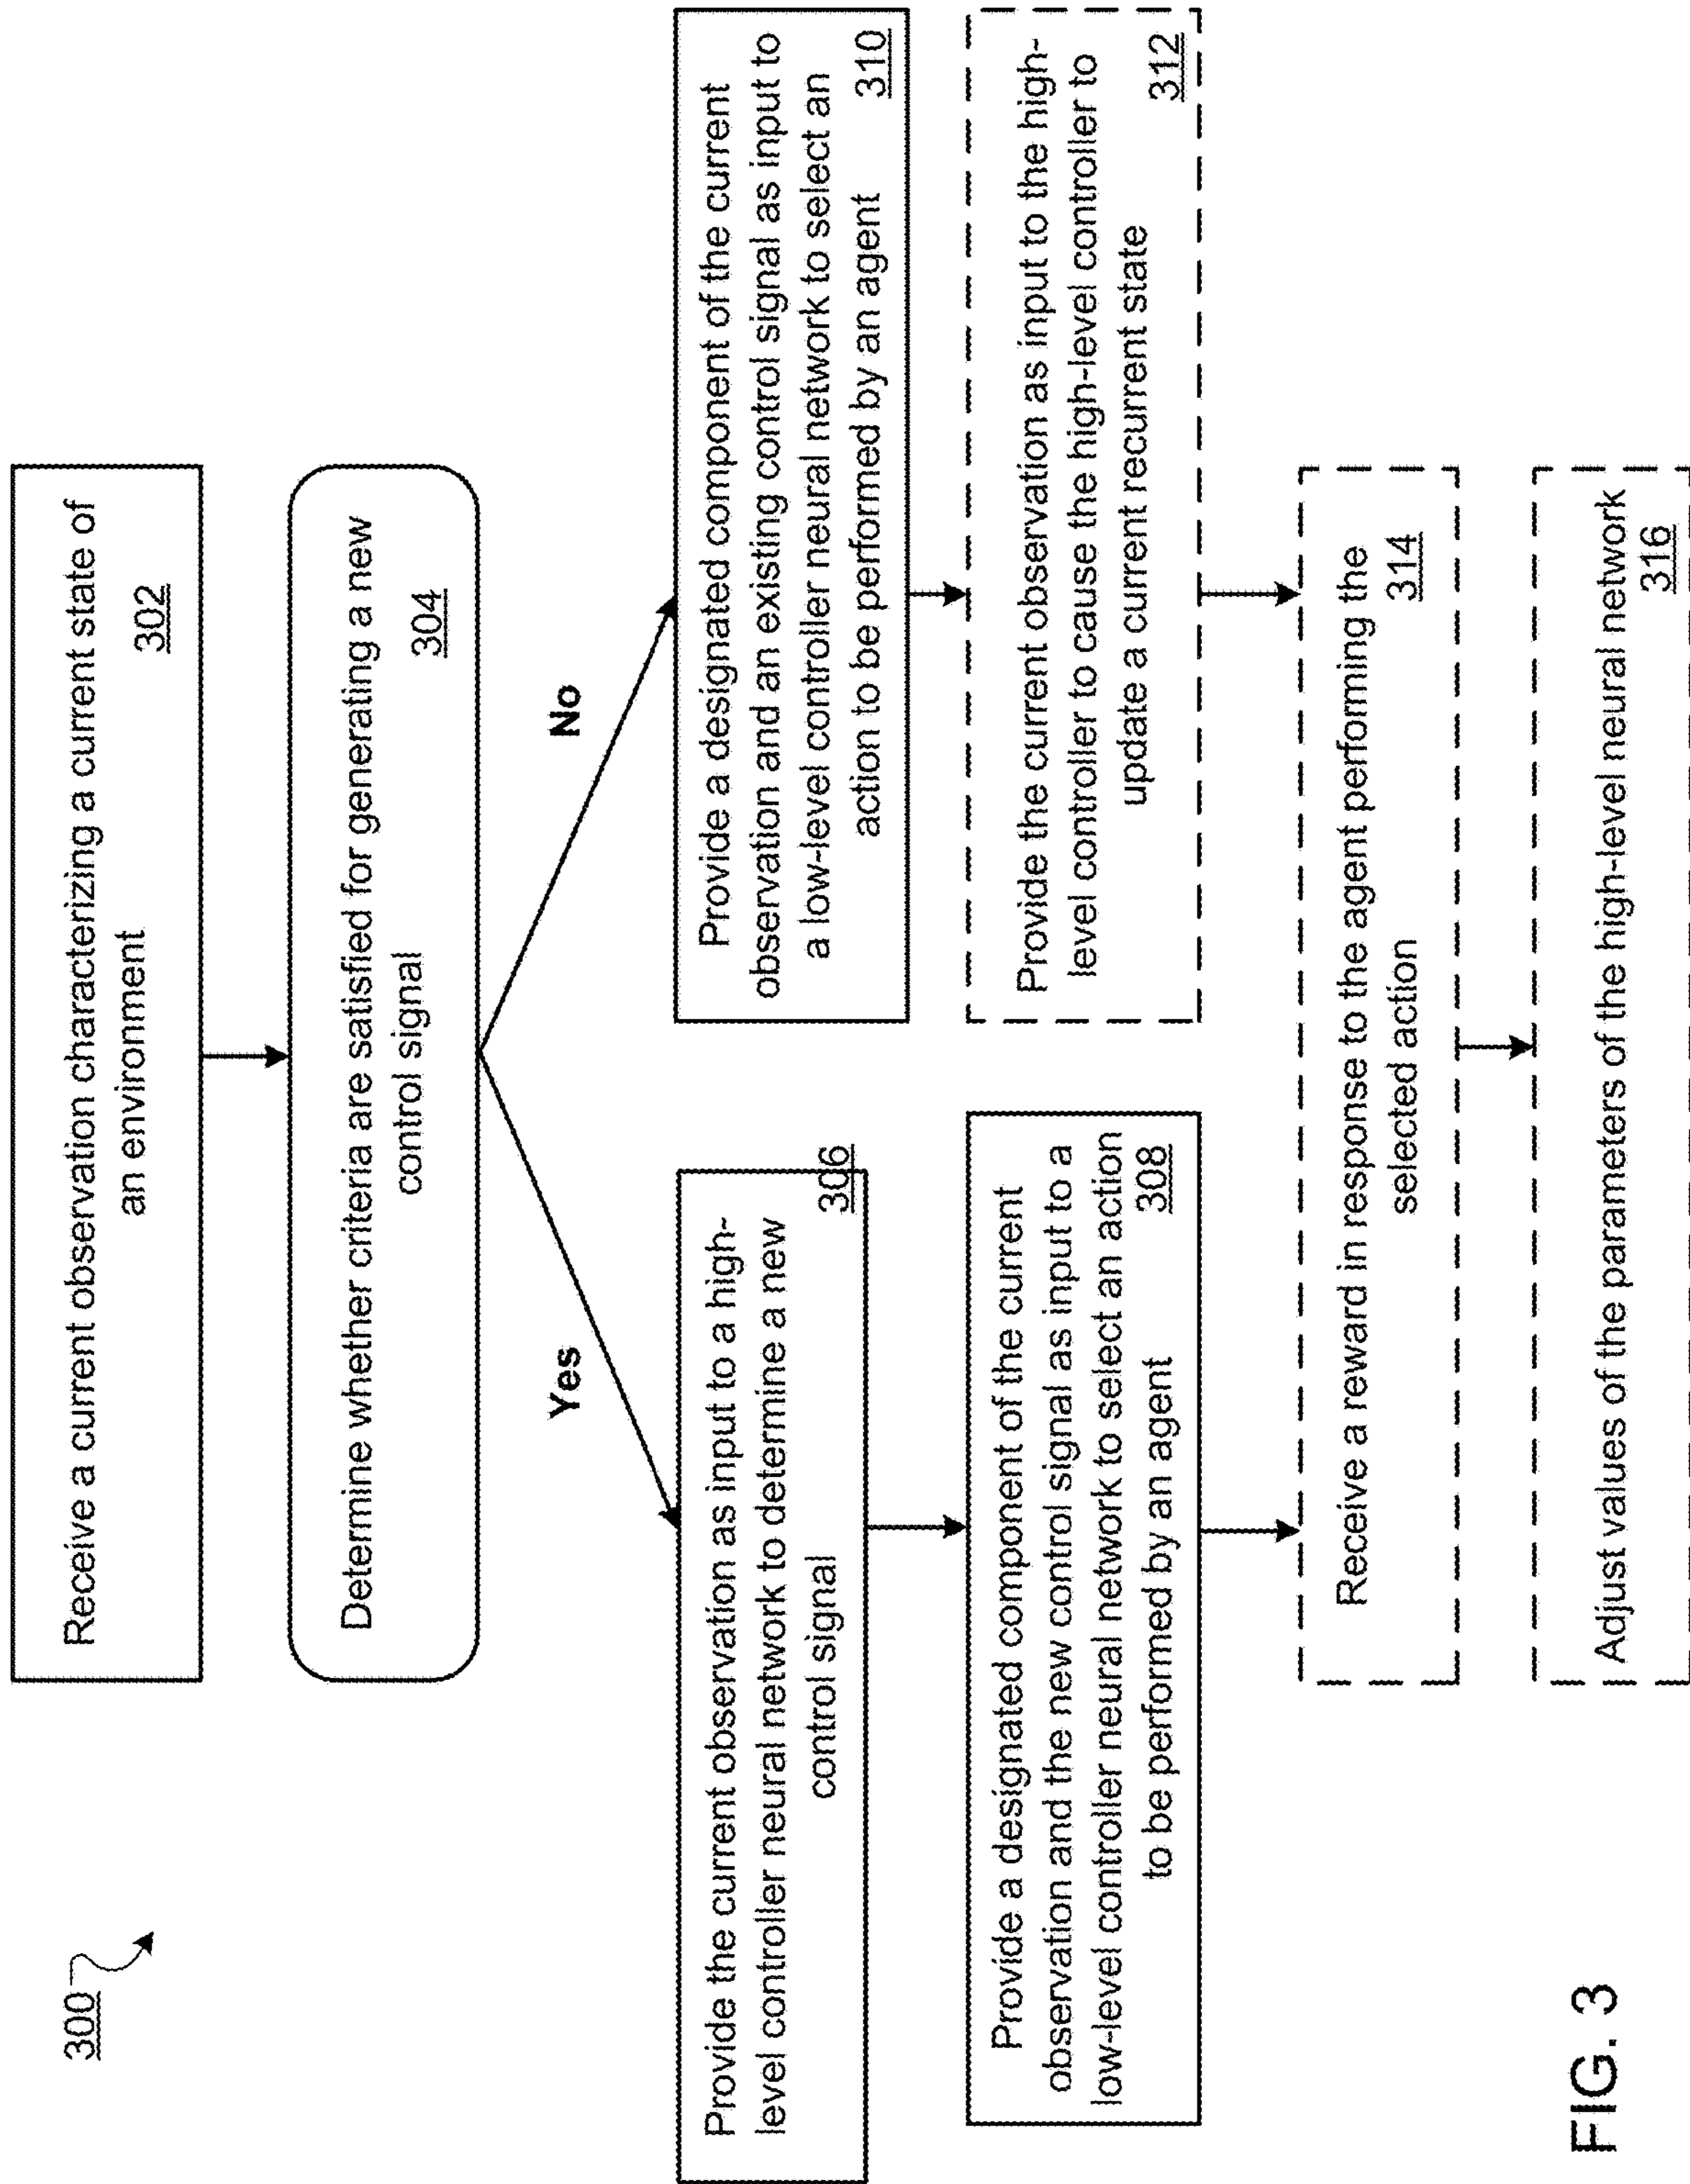 300
Receive a current observation characterizing a current state of
an environment
302
Determine whether criteria are satisfied for generating a new
control signal
304
Yes
No
Provide the current observation as input to a high-
level controller neural network to determine a new
control signal
306
Provide a designated component of the current
observation and the new control signal as input to a
low-level controller neural network to select an action
to be performed by an agent
308
Provide a designated component of the current
observation and an existing control signal as input to
a low-level controller neural network to select an
action to be performed by an agent
310
Provide the current observation as input to the high-
level controller to cause the high-level controller to
update a current recurrent state
312
Receive a reward in response to the agent performing the
selected action
314
Adjust values of the parameters of the high-level neural network
316
FIG. 3